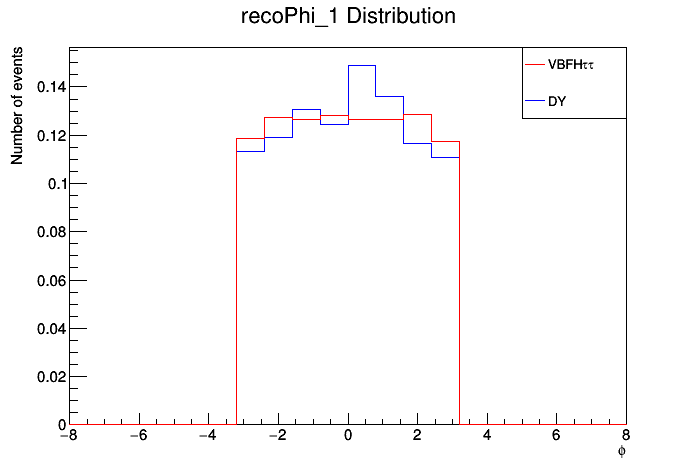 recoPhi_1 Distribution
Number of events
VBFHττ
DY
0.14
0.12
0.1
0.08
0.06
0.04
0.02
0
−8 −6 −4 −2 0 2 4 6 8
ϕ